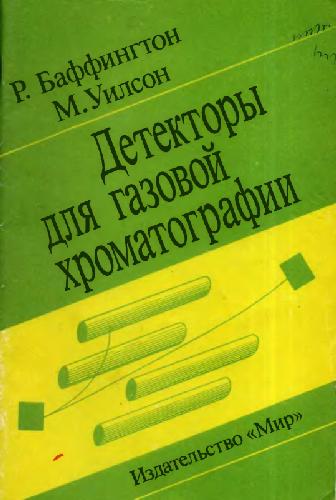 Р. Баффингтон
М. Уилсон
Детекторы
для газовой
хроматографии
Издательство «Мир»